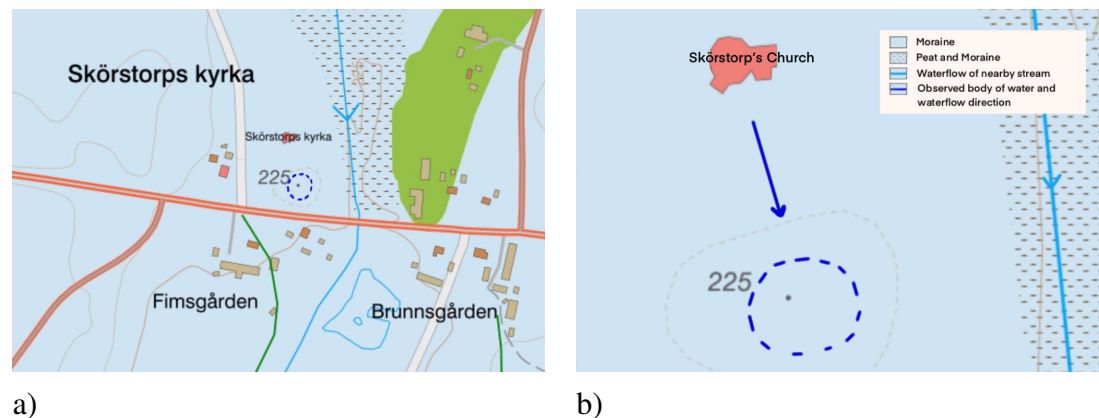 Skörstorps kyrka
Skörstorps kyrka
225
Fimsgården
Brunnsgården
a)
Skörstorp's Church
Moraine
Peat and Moraine
Waterflow of nearby stream
Observed body of water and
waterflow direction
225
b)